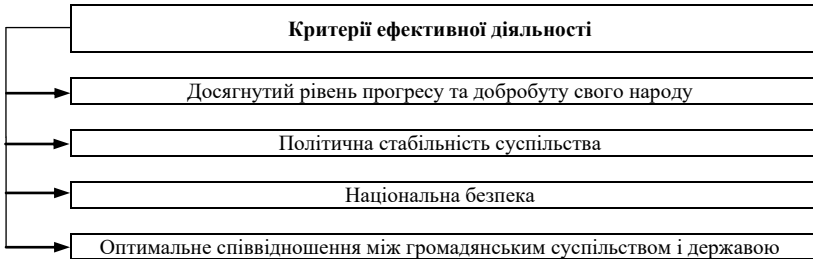 Критерії ефективної діяльності
Досягнутий рівень прогресу та добробуту свого народу
Політична стабільність суспільства
Національна безпека
Оптимальне співвідношення між громадянським суспільством і державою